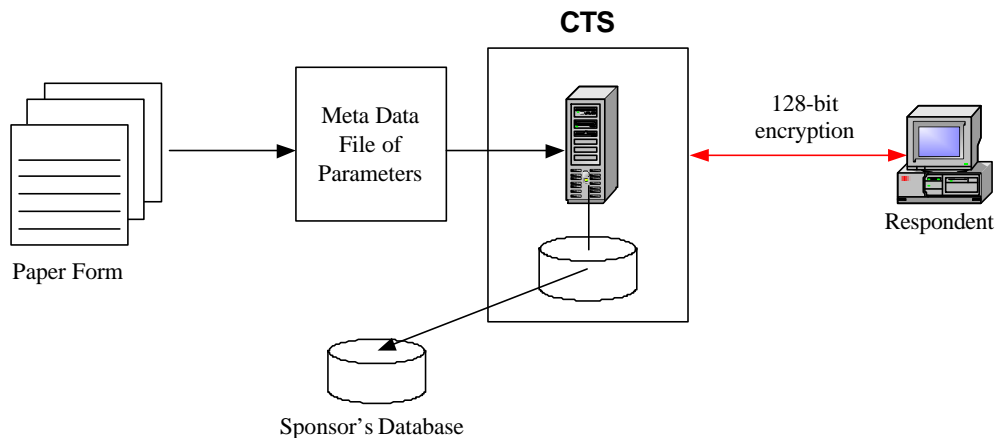 CTS
Meta Data
File of
Parameters
128-bit
encryption
Respondent
Paper Form
Sponsor's Database